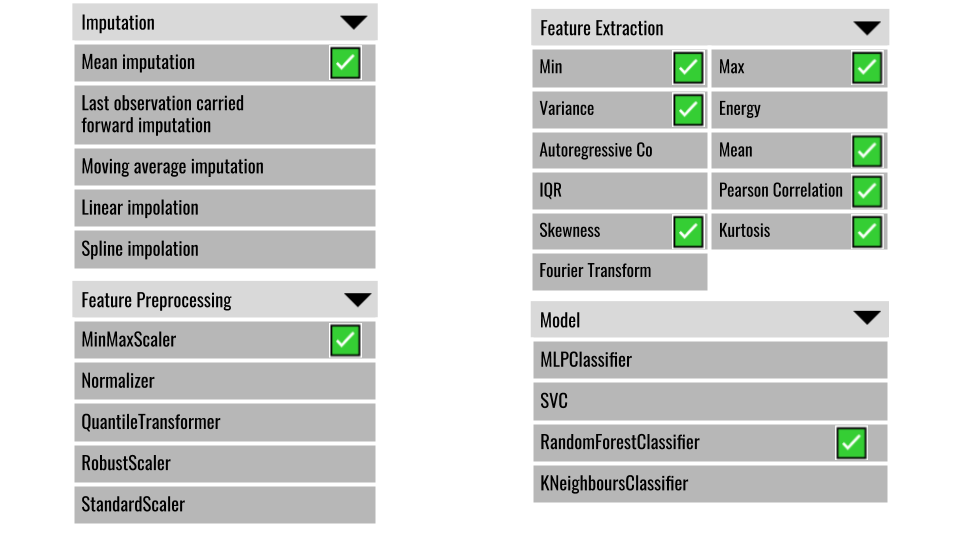 Imputation
Mean imputation
Last observation carried
forward imputation
Moving average imputation
Linear impolation
Spline impolation
Feature Preprocessing
MinMaxScaler
Normalizer
QuantileTransformer
RobustScaler
StandardScaler
Feature Extraction
Min Max
Variance Energy
Autoregressive Co Mean
IQR Pearson Correlation
Skewness Kurtosis
Fourier Transform
Model
MLPClassifier
SVC
RandomForestClassifier
KNeighboursClassifier